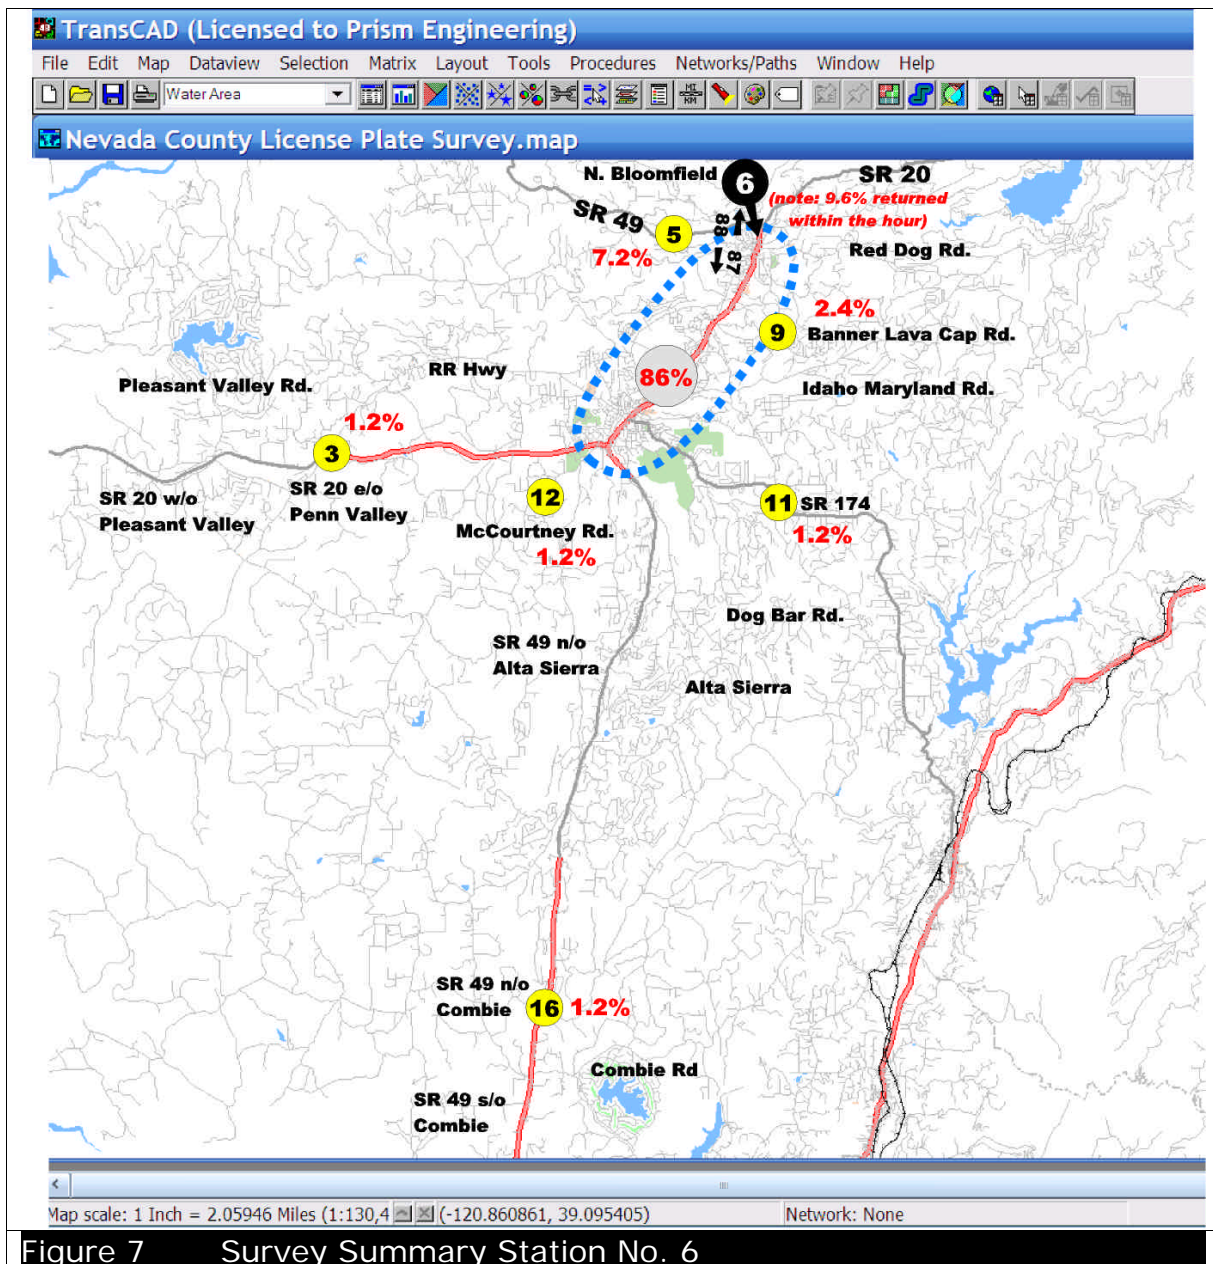 TransCAD (Licensed to Prism Engineering)
File Edit Map Dataview Selection Matrix Layout Tools Procedures Networks/Paths Window Help
Water Area
MI
KM
Nevada County License Plate Survey.map
N. Bloomfield
6
SR 20
(note: 9.6% returned
within the hour)
SR 49
5
88
87
7.2%
Red Dog Rd.
2.4%
9
Banner Lava Cap Rd.
RR Hwy
86%
Pleasant Valley Rd.
Idaho Maryland Rd.
1.2%
3
SR 20 w/o
Pleasant Valley
SR 20 e/o
Penn Valley
12
McCourtney Rd.
1.2%
11
SR 174
1.2%
Dog Bar Rd.
SR 49 n/o
Alta Sierra
Alta Sierra
SR 49 n/o
Combie
16
1.2%
Combie Rd
SR 49 s/o
Combie
Map scale: 1 Inch = 2.05946 Miles (1:130,4
(-120.860861, 39.095405)
Network: None
Figure 7 Survey Summary Station No. 6